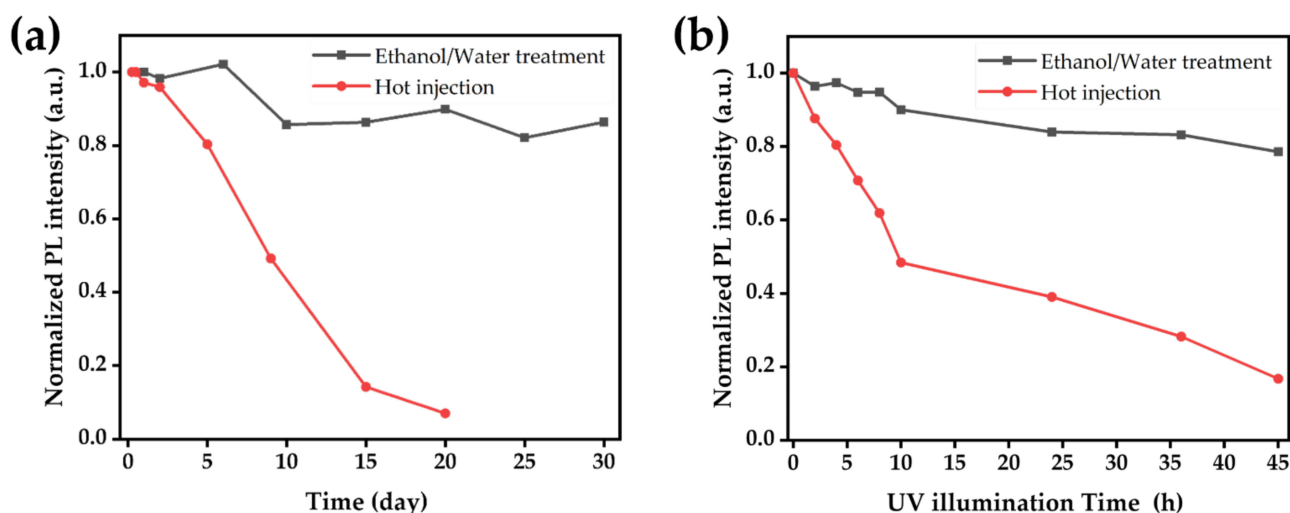 (a)
Normalized PL intensity (a.u.)
1.0
0.8
0.6
0.4
0.2
0.0
Ethanol/Water treatment
Hot injection
0 5 10 15 20 25 30
Time (day)
(b)
Normalized PL intensity (a.u.)
1.0
0.8
0.6
0.4
0.2
0.0
Ethanol/Water treatment
Hot injection
0 5 10 15 20 25 30 35 40 45
UV illumination Time (h)